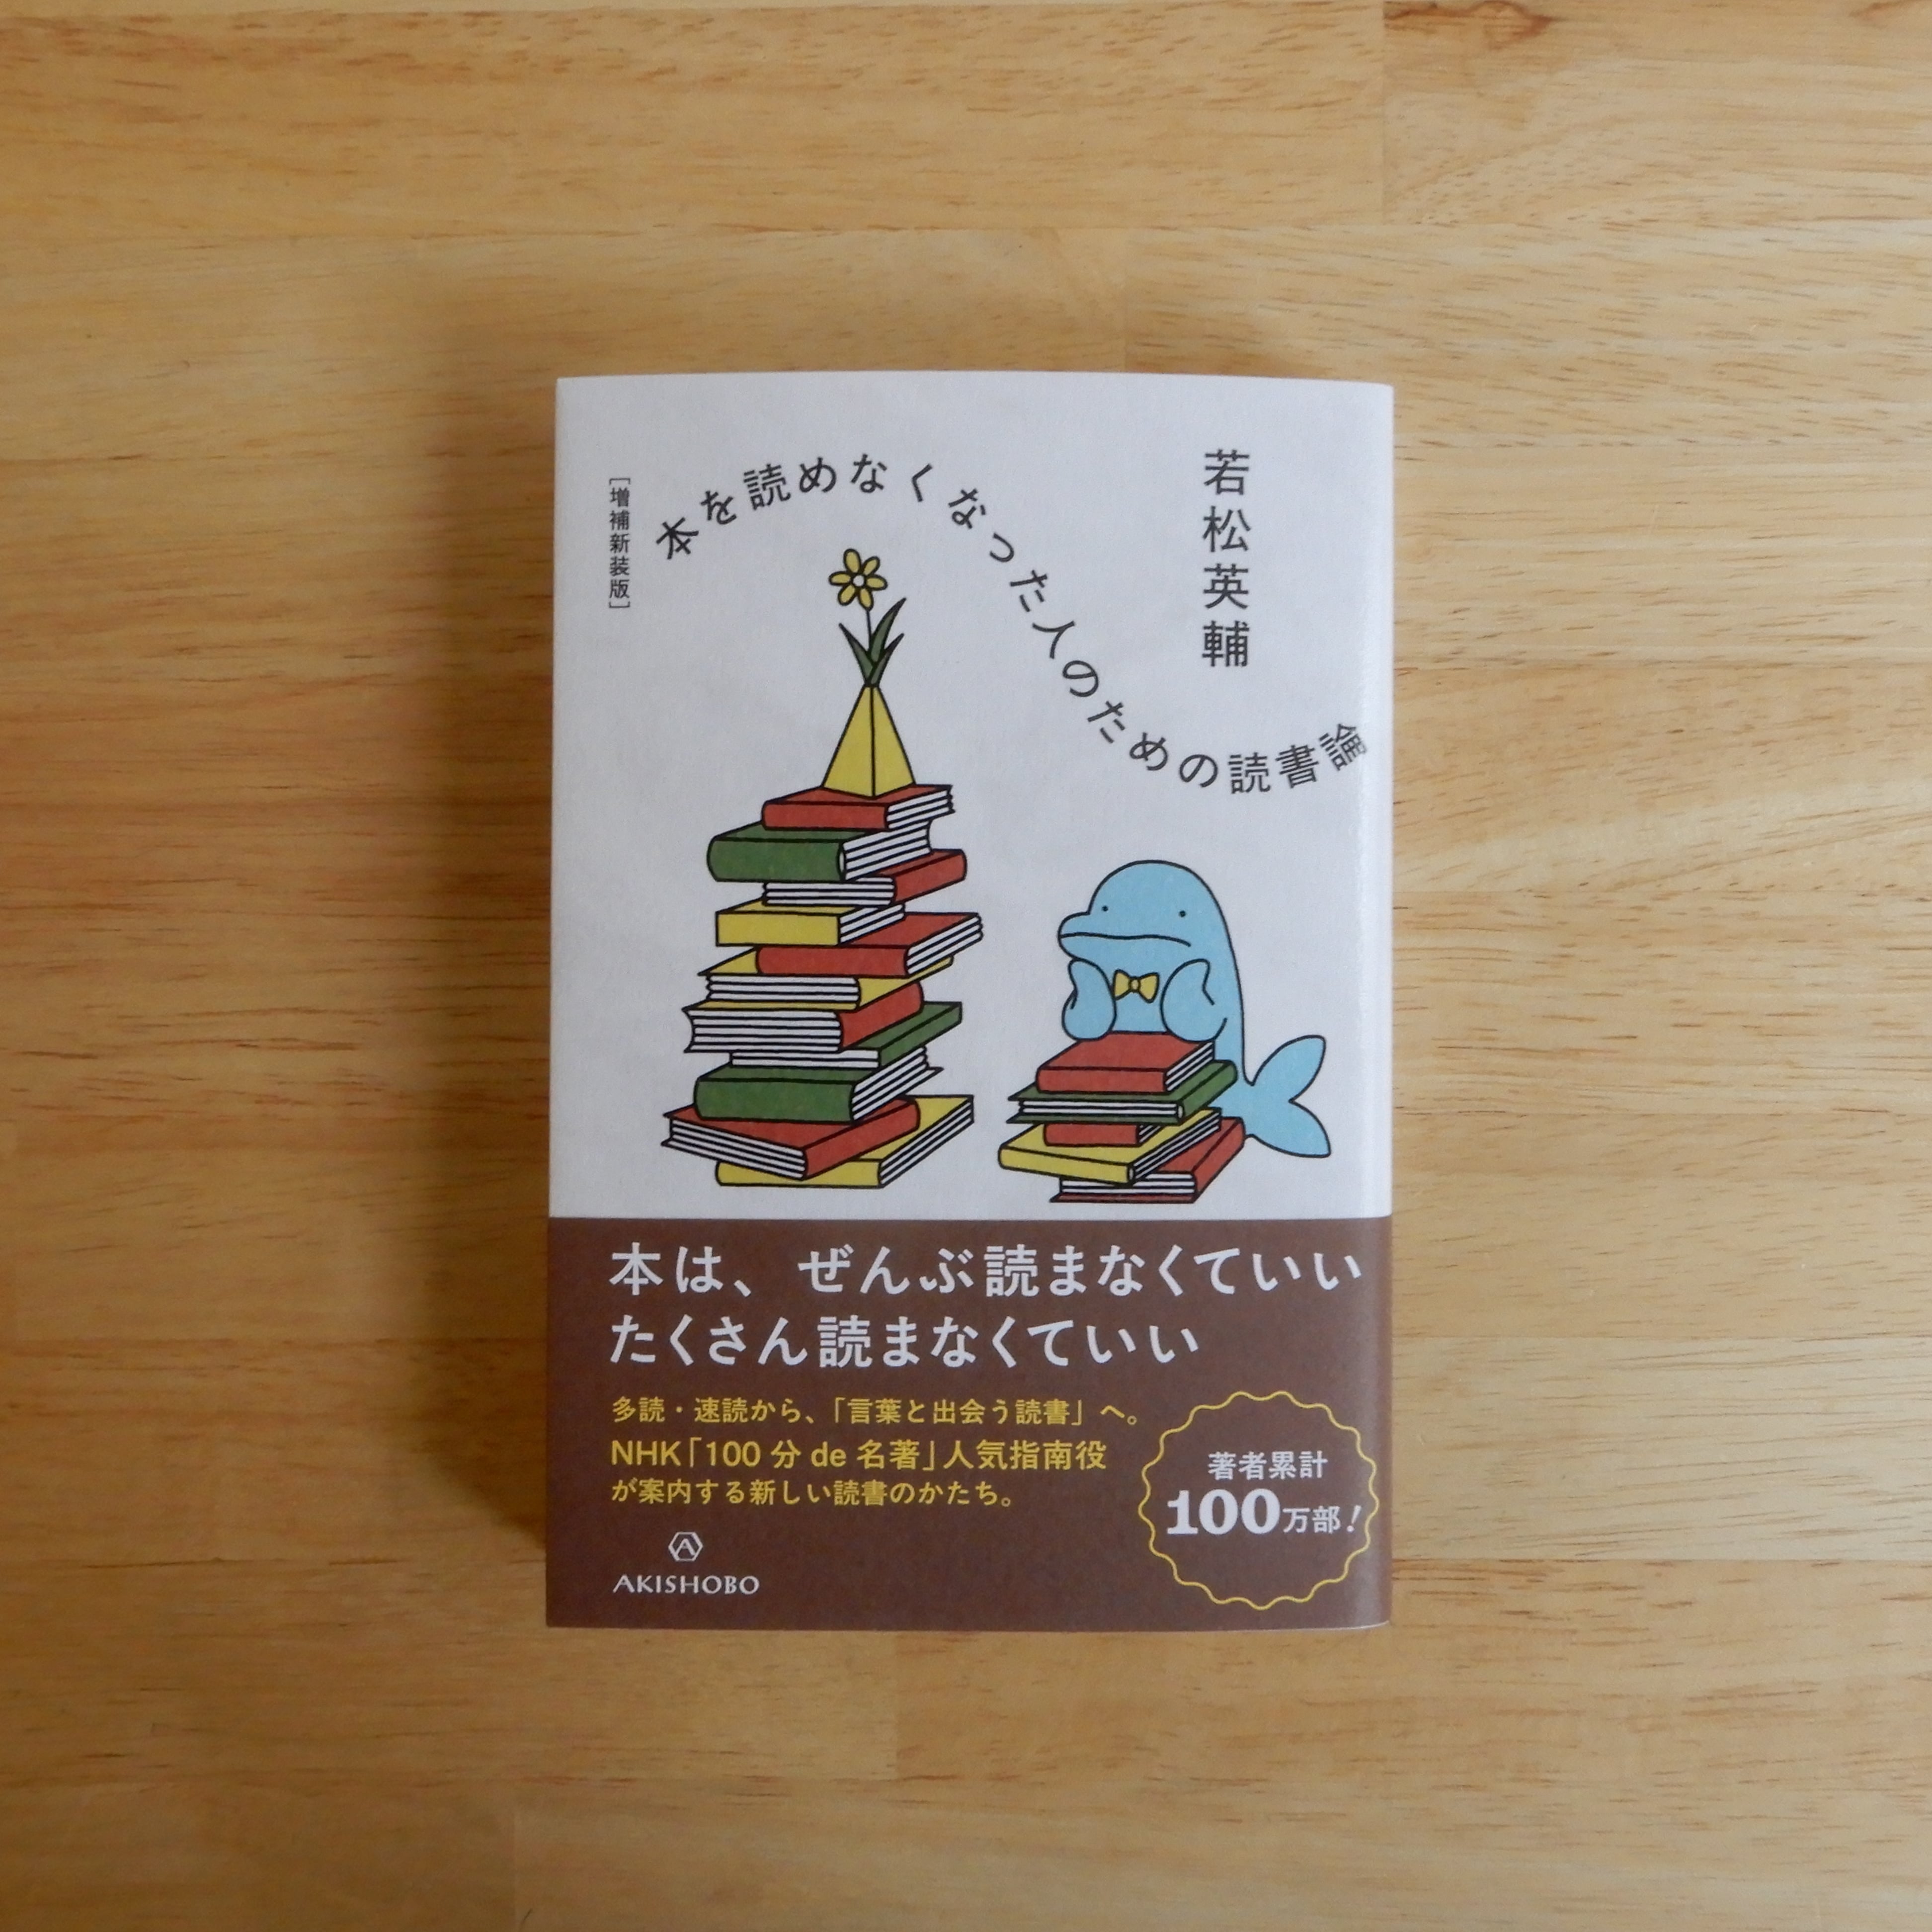 若松英輔
本を読めなくなった人のための読書論
［増補新装版］
本は、ぜんぶ読まなくていい
たくさん読まなくていい
多読・速読から、「言葉と出会う読書」へ。
NHK「100分 de 名著」人気指南役
が案内する新しい読書のかたち。
著者累計
100万部！
AKISHOBO